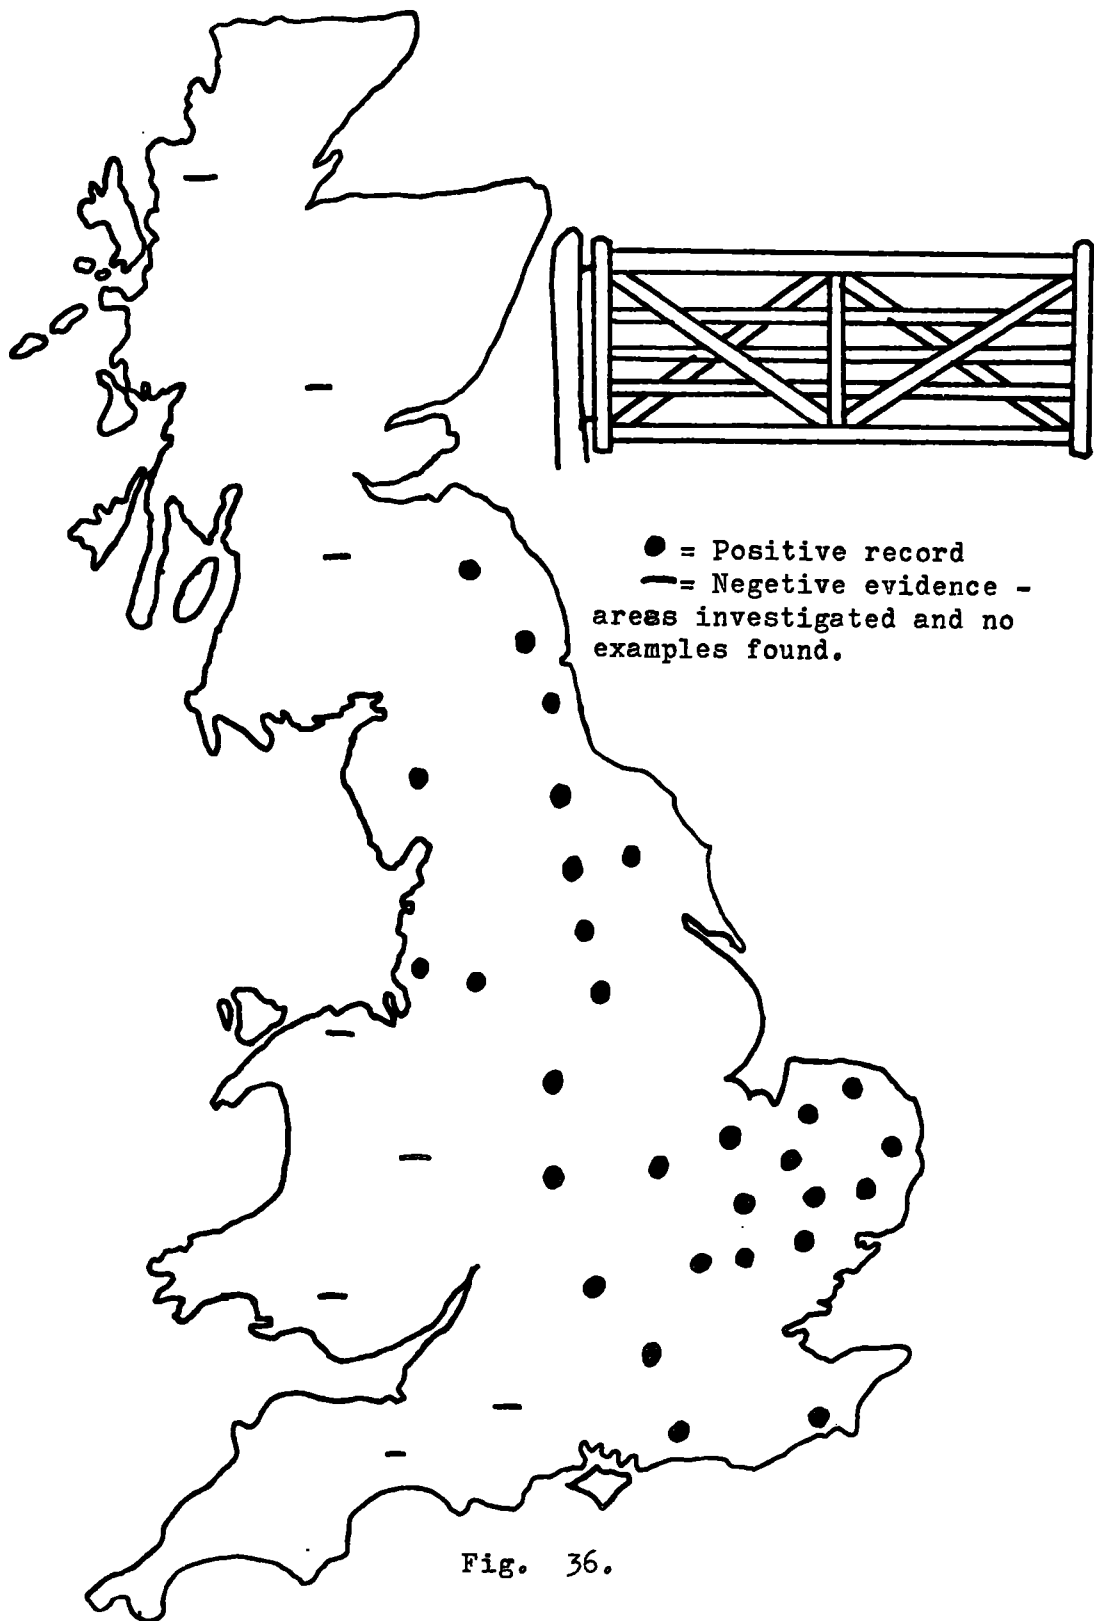 ● = Positive record
— = Negetive evidence -
areas investigated and no
examples found.
Fig. 36.